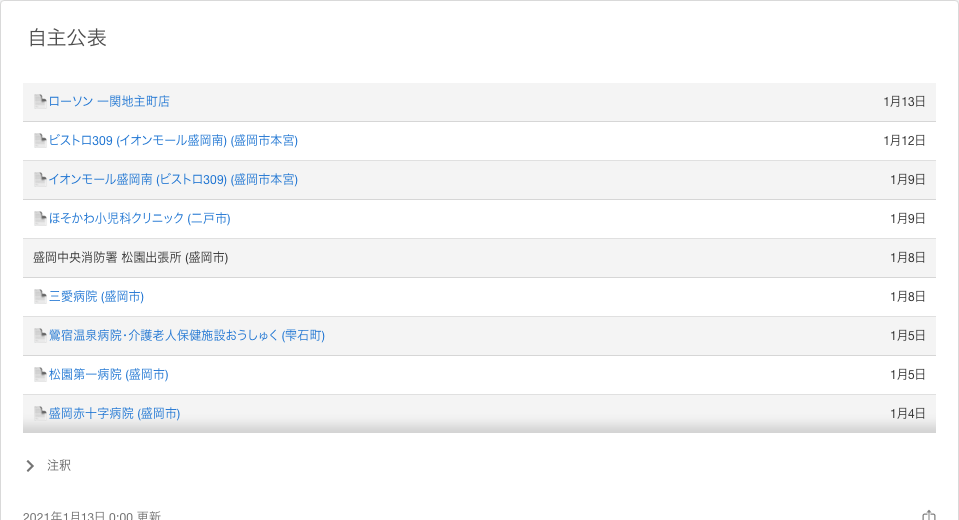 自主公表
ローソン 一関地主町店 1月13日
ビストロ309 (イオンモール盛岡南) (盛岡市本宮) 1月12日
イオンモール盛岡南 (ビストロ309) (盛岡市本宮) 1月9日
ほそかわ小児科クリニック (二戸市) 1月9日
盛岡中央消防署 松園出張所 (盛岡市) 1月8日
三愛病院 (盛岡市) 1月8日
鶯宿温泉病院・介護老人保健施設おうしゅく (雫石町) 1月5日
松園第一病院 (盛岡市) 1月5日
盛岡赤十字病院 (盛岡市) 1月4日
注釈
2021年1月13日 0:00 更新